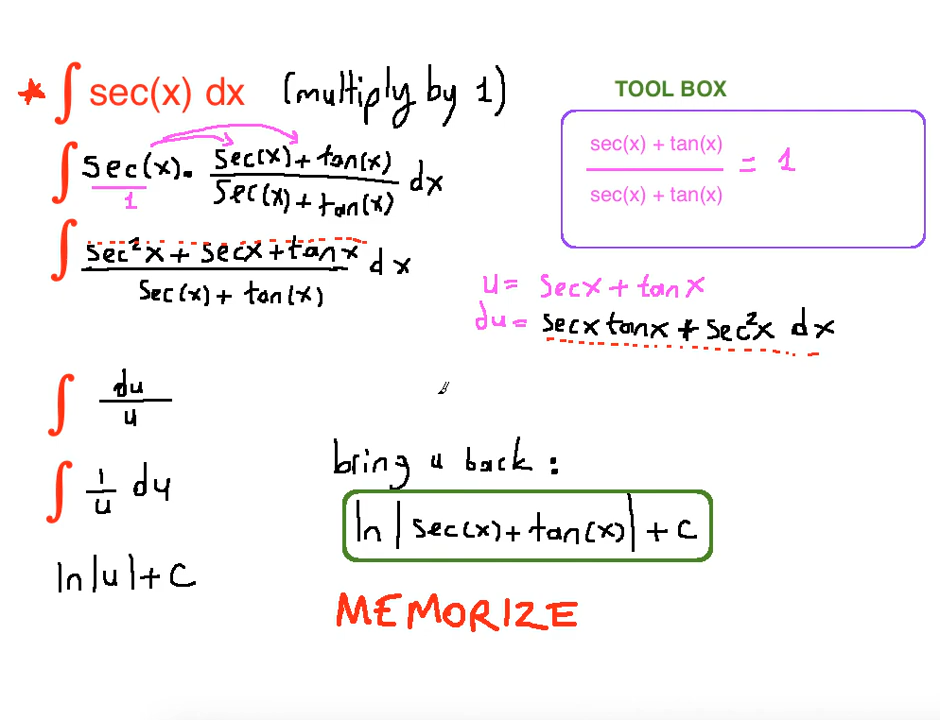 ★ ∫ sec(x) dx (multiply by 1)
∫ sec(x) · (sec(x) + tan(x)) / (sec(x) + tan(x)) dx
1
∫ (sec²x + secx + tanx) / (sec(x) + tan(x)) dx
∫ du/u
∫ 1/u du
ln|u| + C
TOOL BOX
(sec(x) + tan(x)) / (sec(x) + tan(x)) = 1
u = secx + tanx
du = secx tanx + sec²x dx
bring u back:
ln|sec(x) + tan(x)| + C
MEMORIZE